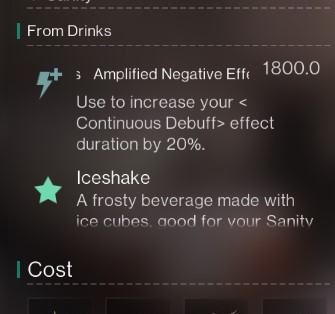 From Drinks
s Amplified Negative Effe 1800.0
Use to increase your <
Continuous Debuff> effect
duration by 20%.
Iceshake
A frosty beverage made with
ice cubes, good for your Sanity
Cost